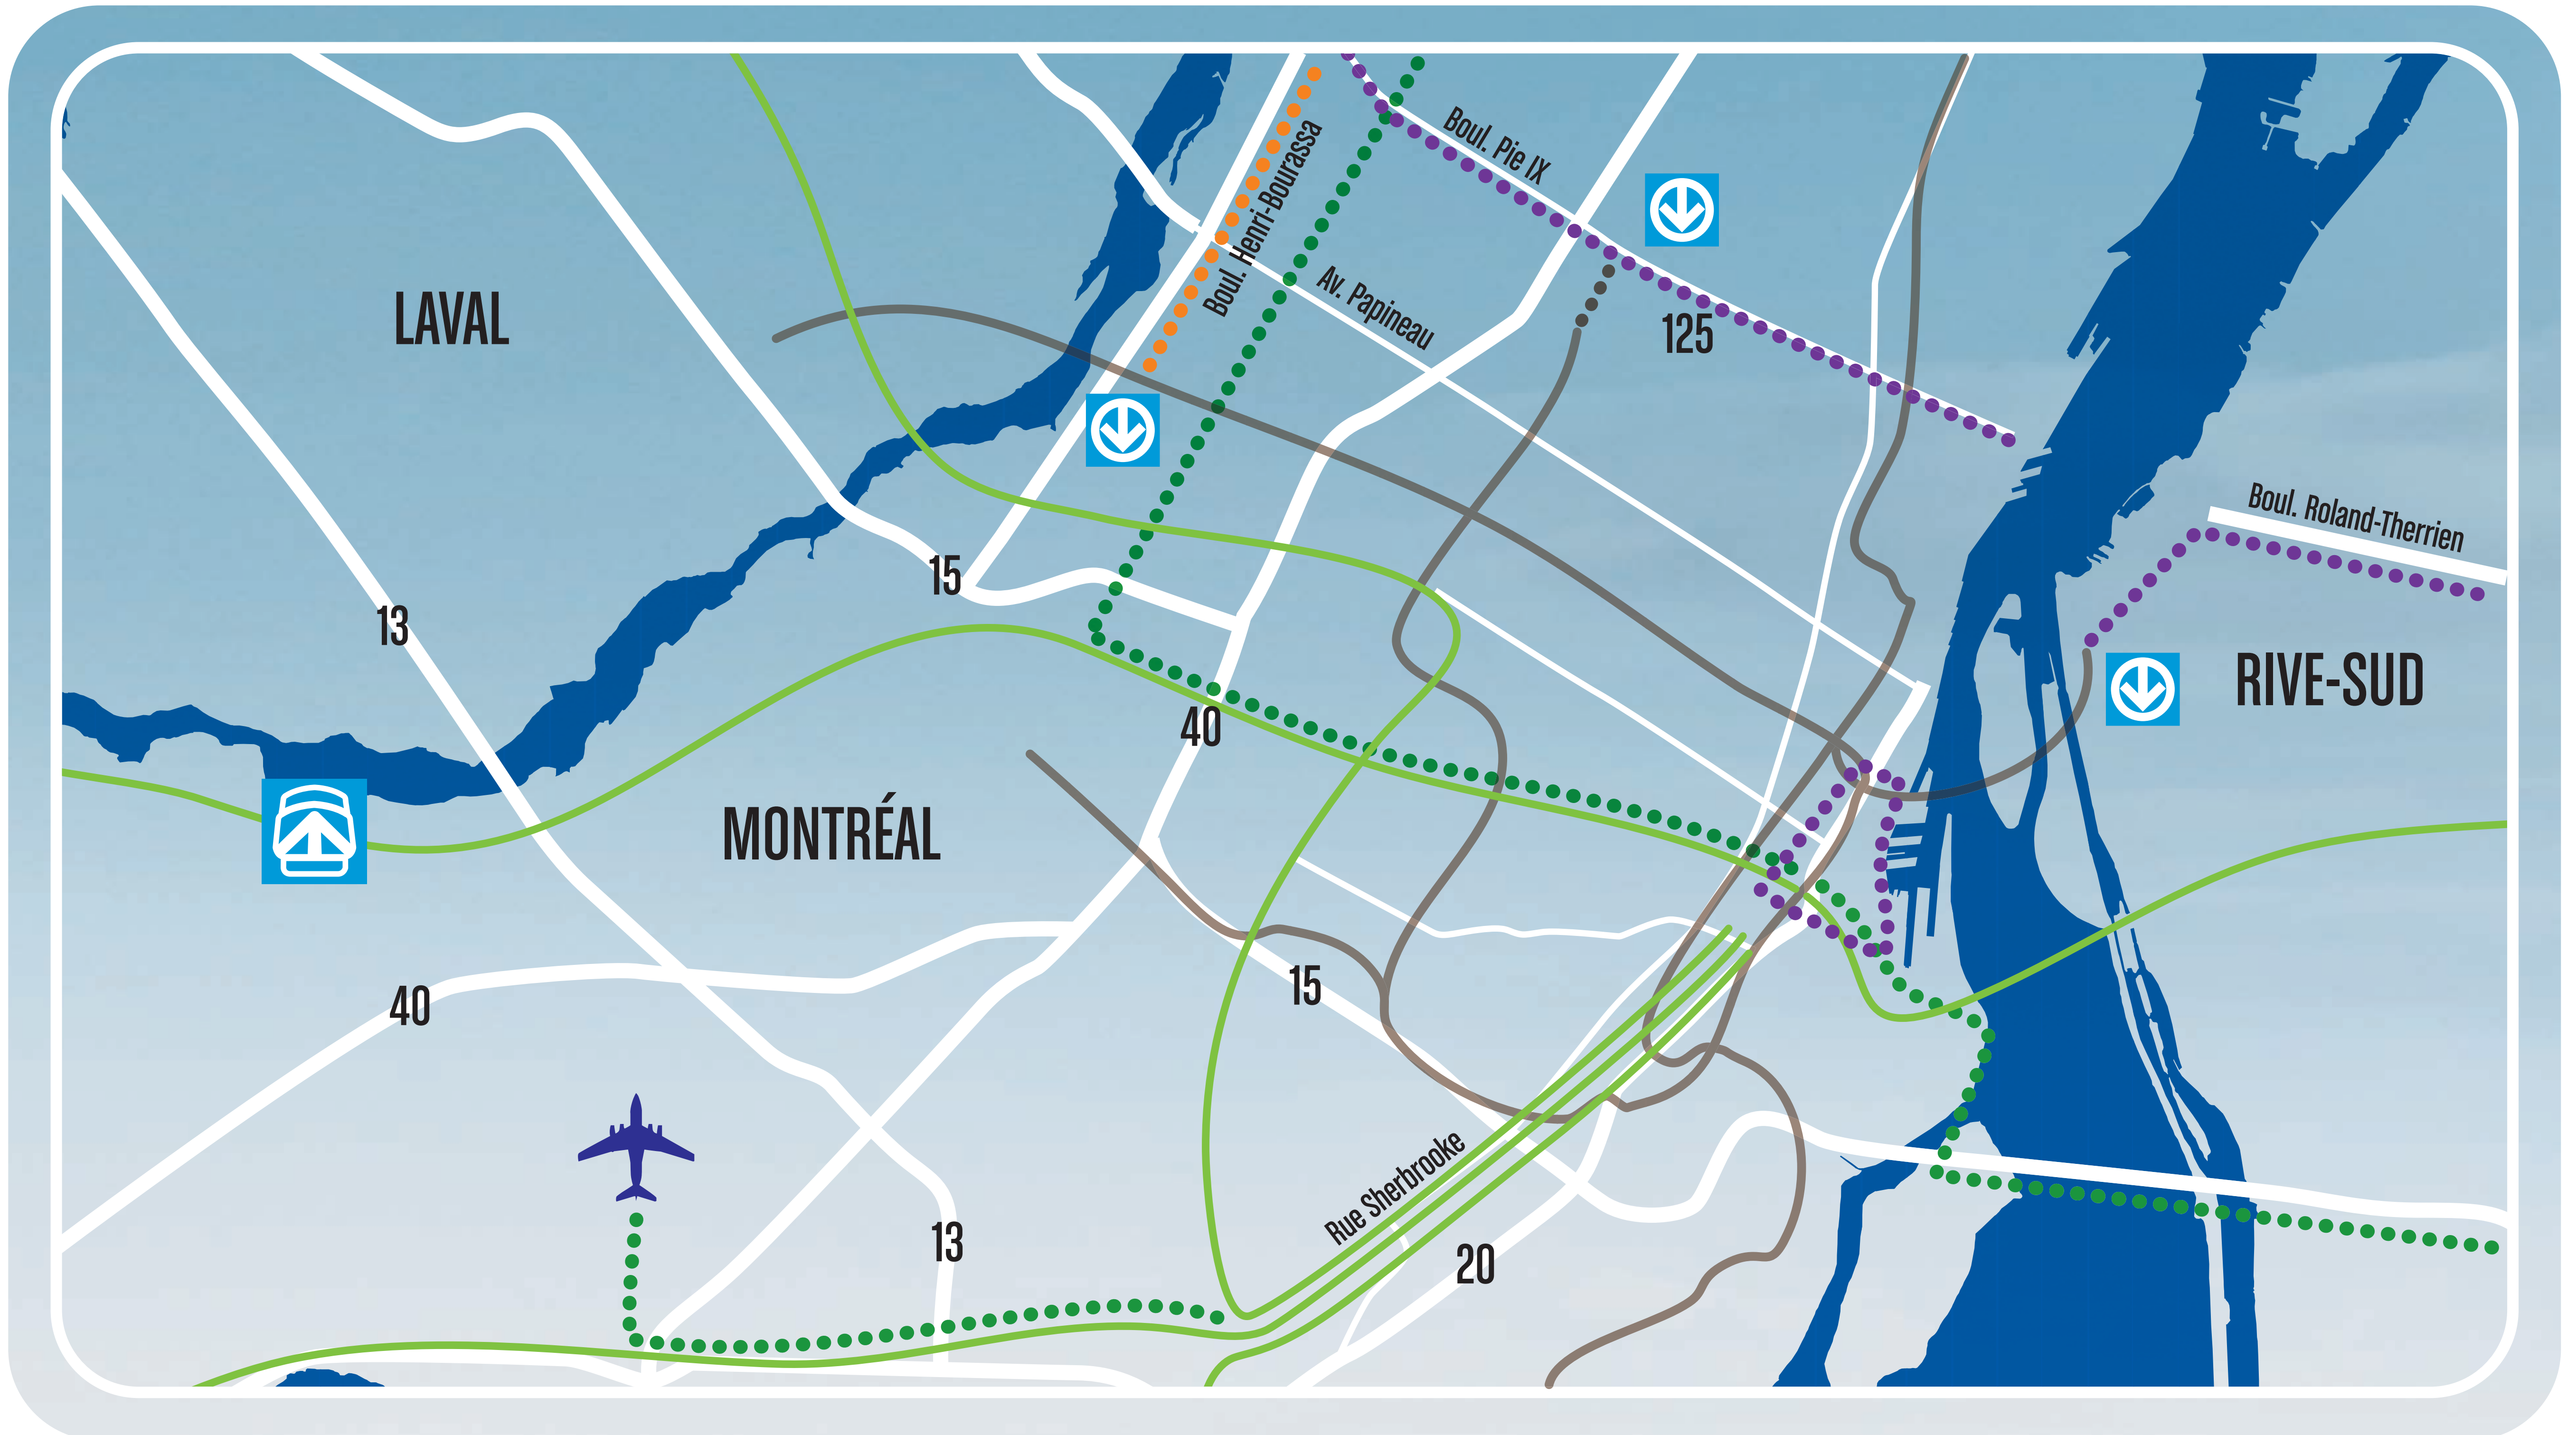 Boul. Pie IX
Boul. Henri-Bourassa
Av. Papineau
125
LAVAL
Boul. Roland-Therrien
15
13
RIVE-SUD
40
MONTRÉAL
15
40
Rue Sherbrooke
13
20